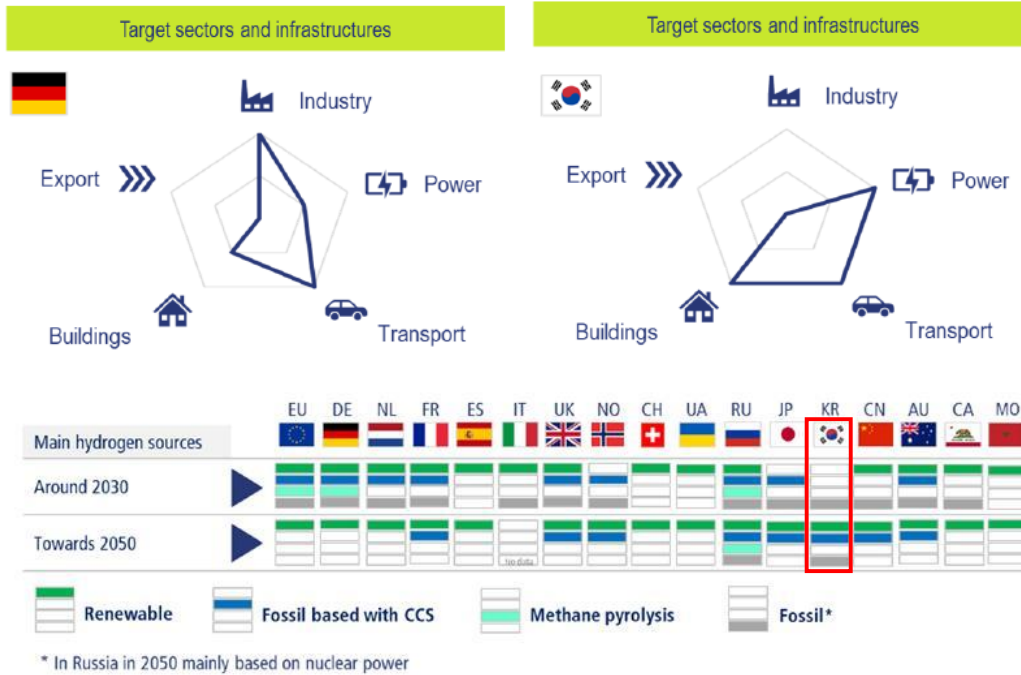 Target sectors and infrastructures
Industry
Export
Power
Buildings
Transport
Target sectors and infrastructures
Industry
Export
Power
Buildings
Transport
EU DE NL FR ES IT UK NO CH UA RU JP KR CN AU CA MO
Main hydrogen sources
Around 2030
Towards 2050
No data
Renewable
Fossil based with CCS
Methane pyrolysis
Fossil*
* In Russia in 2050 mainly based on nuclear power